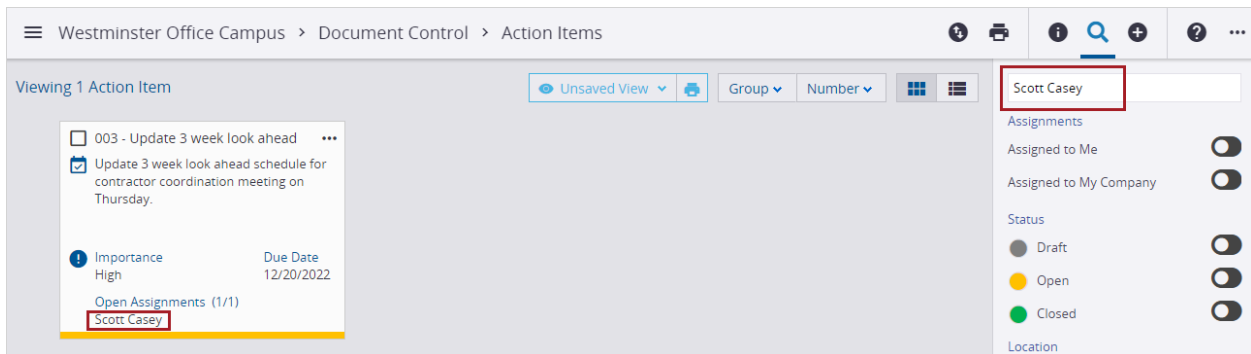 Westminster Office Campus > Document Control > Action Items
Viewing 1 Action Item
Unsaved View
Group
Number
003 - Update 3 week look ahead
Update 3 week look ahead schedule for
contractor coordination meeting on
Thursday.
Importance
Due Date
High
12/20/2022
Open Assignments (1/1)
Scott Casey
Scott Casey
Assignments
Assigned to Me
Assigned to My Company
Status
Draft
Open
Closed
Location